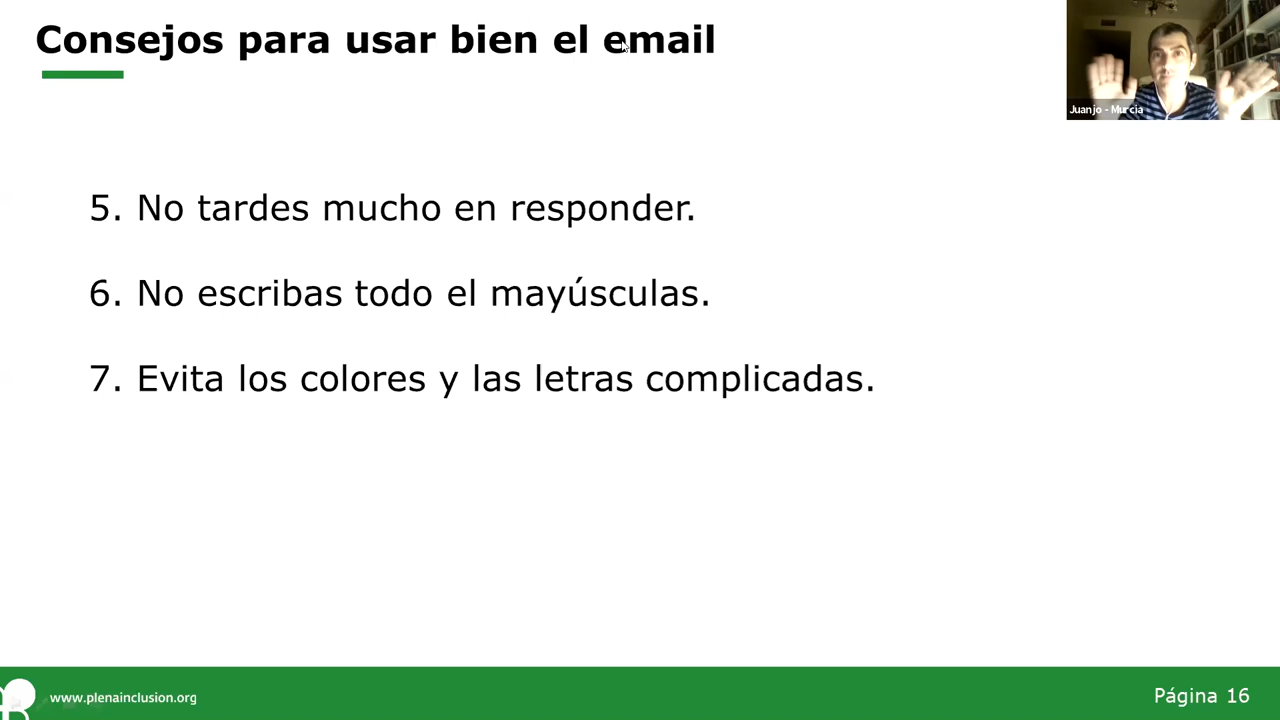 Consejos para usar bien el email
Juanjo - Murcia
5. No tardes mucho en responder.
6. No escribas todo el mayúsculas.
7. Evita los colores y las letras complicadas.
www.plenainclusion.org
Página 16